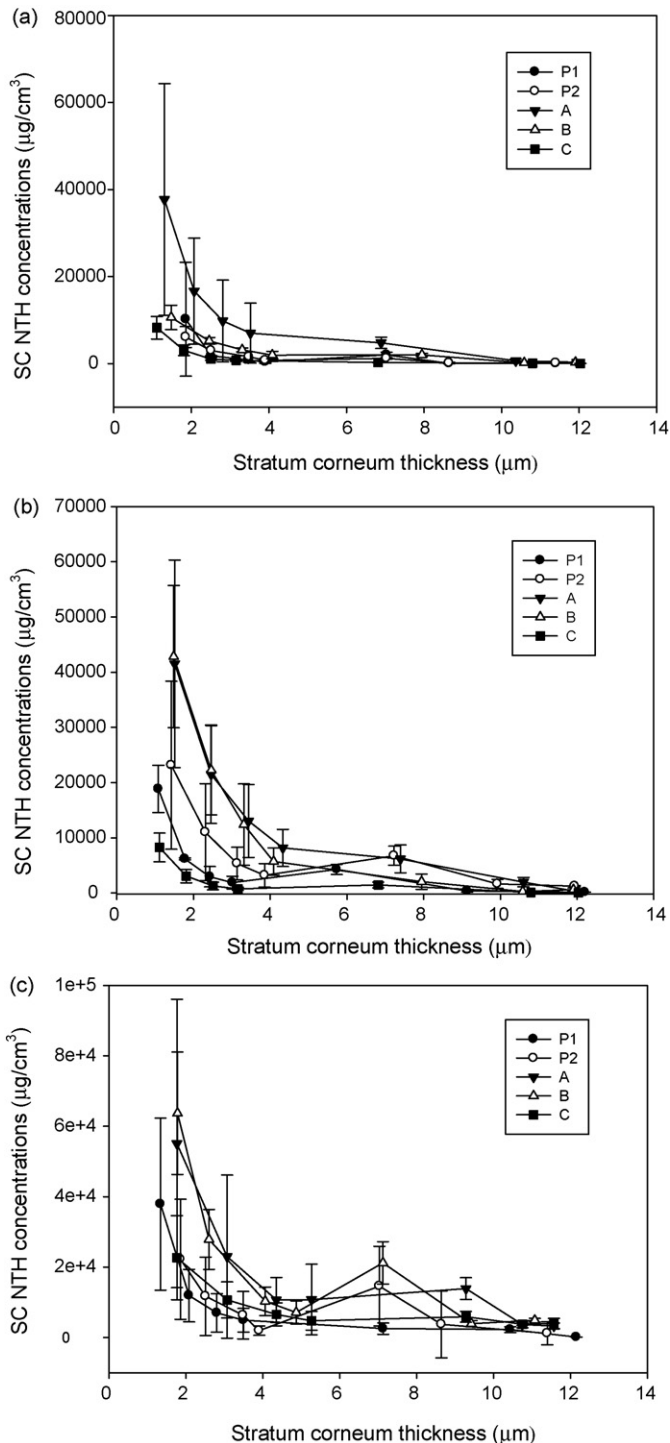 (a)
80000
60000
40000
20000
0
SC NTH concentrations (μg/cm³)
P1
P2
A
B
C
0 2 4 6 8 10 12 14
Stratum corneum thickness (μm)
(b)
70000
60000
50000
40000
30000
20000
10000
0
SC NTH concentrations (μg/cm³)
P1
P2
A
B
C
0 2 4 6 8 10 12 14
Stratum corneum thickness (μm)
(c)
1e+5
8e+4
6e+4
4e+4
2e+4
0
SC NTH concentrations (μg/cm³)
P1
P2
A
B
C
0 2 4 6 8 10 12 14
Stratum corneum thickness (μm)